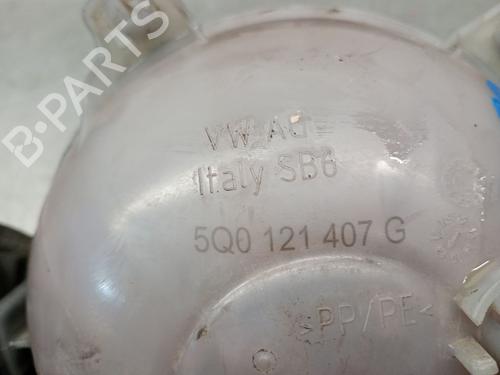 B-PARTS
VW AG
Italy SB6
5Q0 121 407 G
>PP/PE<